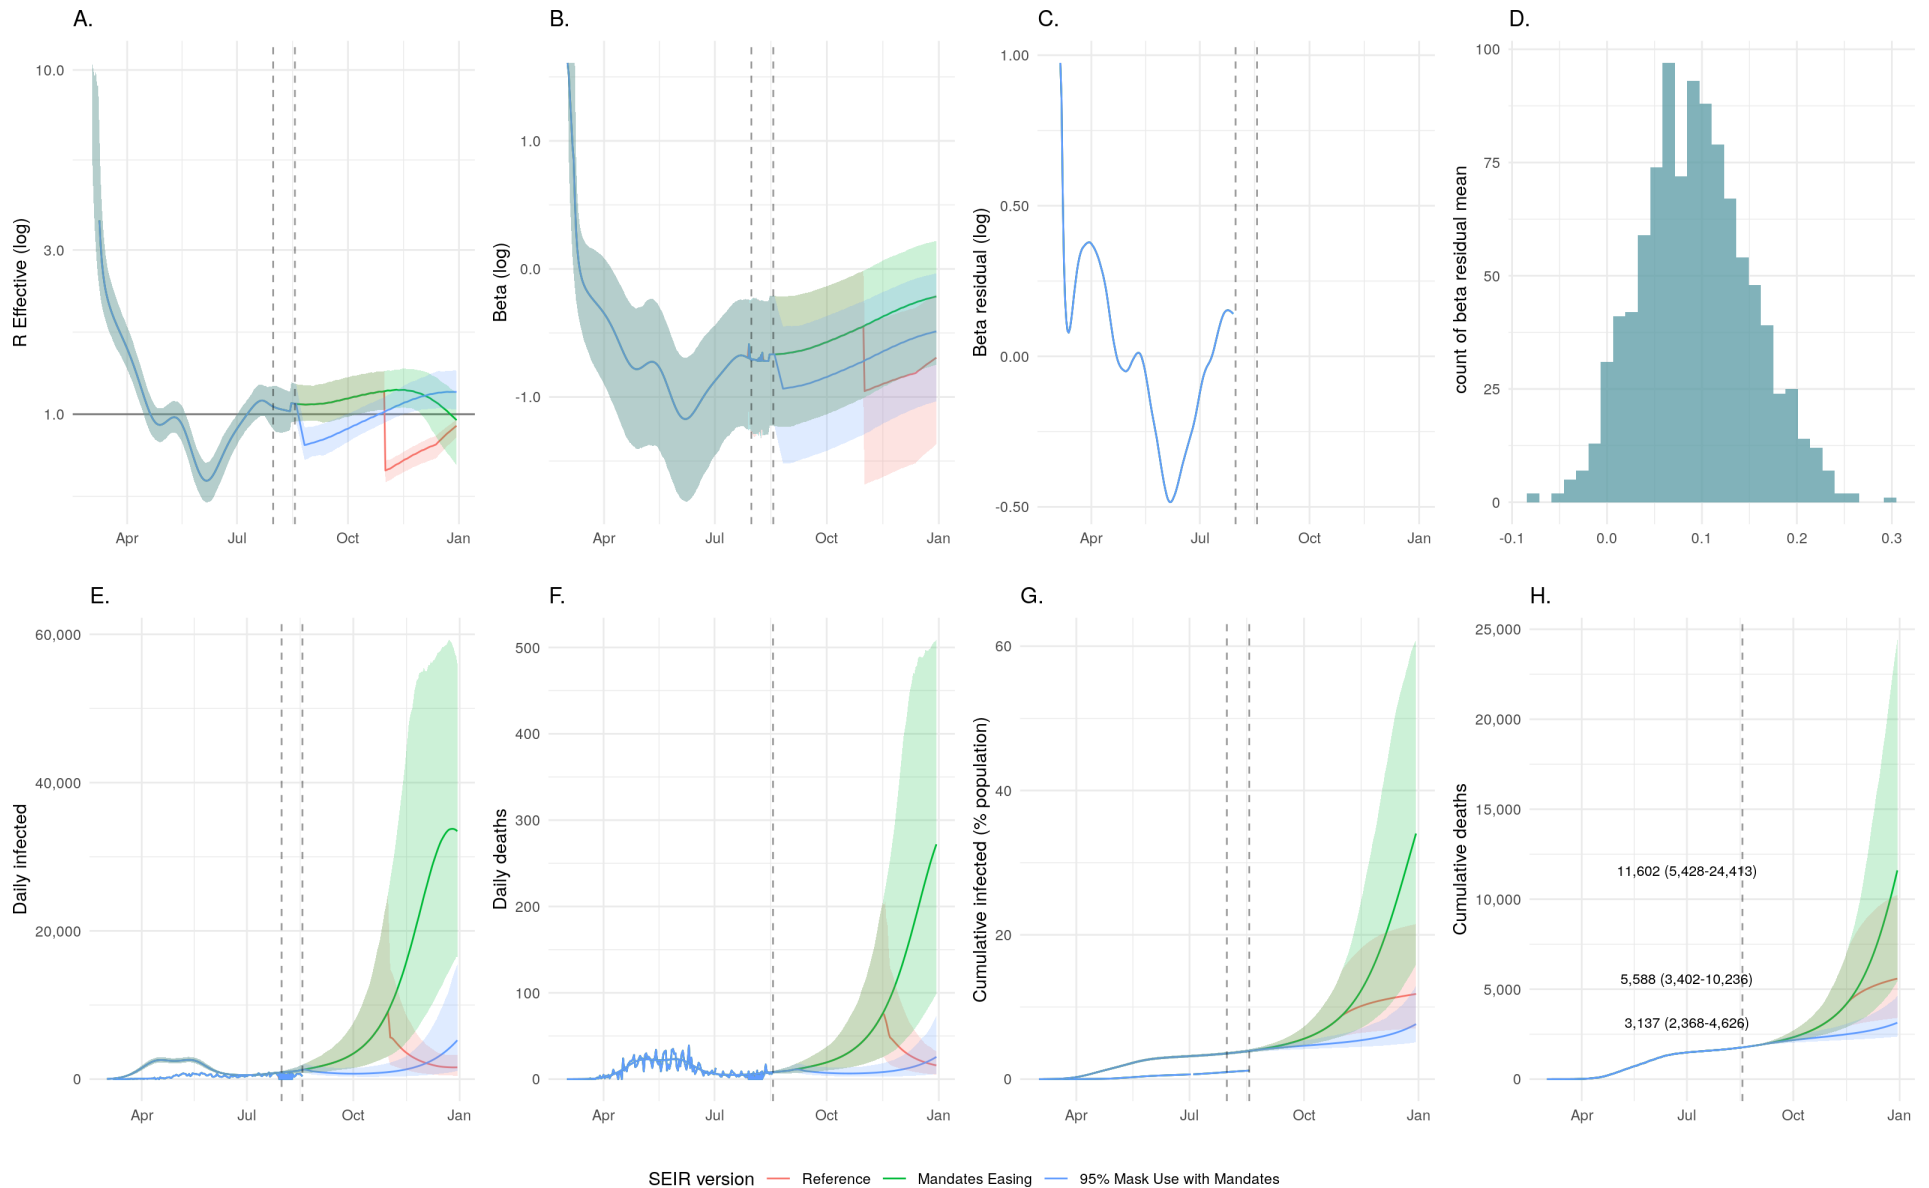 A.
R Effective (log)
10.0
3.0
1.0
Apr
Jul
Oct
Jan
B.
Beta (log)
1.0
0.0
-1.0
Apr
Jul
Oct
Jan
C.
Beta residual (log)
1.00
0.50
0.00
-0.50
Apr
Jul
Oct
Jan
D.
count of beta residual mean
100
75
50
25
0
-0.1
0.0
0.1
0.2
0.3
E.
Daily infected
60,000
40,000
20,000
0
Apr
Jul
Oct
Jan
F.
Daily deaths
500
400
300
200
100
0
Apr
Jul
Oct
Jan
G.
Cumulative infected (% population)
60
40
20
0
Apr
Jul
Oct
Jan
H.
Cumulative deaths
25,000
20,000
15,000
10,000
5,000
0
11,602 (5,428-24,413)
5,588 (3,402-10,236)
3,137 (2,368-4,626)
Apr
Jul
Oct
Jan
SEIR version Reference Mandates Easing 95% Mask Use with Mandates